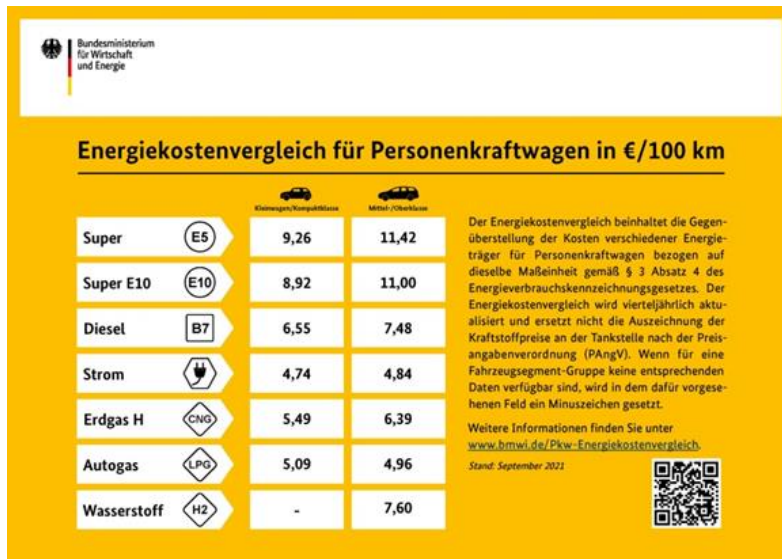 Bundesministerium
für Wirtschaft
und Energie
Energiekostenvergleich für Personenkraftwagen in €/100 km
Kleinwagen/Kompaktklasse
Mittel-/Oberklasse
Super E5 9,26 11,42
Super E10 E10 8,92 11,00
Diesel B7 6,55 7,48
Strom 4,74 4,84
Erdgas H CNG 5,49 6,39
Autogas LPG 5,09 4,96
Wasserstoff H2 - 7,60
Der Energiekostenvergleich beinhaltet die Gegen-
überstellung der Kosten verschiedener Energie-
träger für Personenkraftwagen bezogen auf
dieselbe Maßeinheit gemäß § 3 Absatz 4 des
Energieverbrauchskennzeichnungsgesetzes. Der
Energiekostenvergleich wird vierteljährlich aktu-
alisiert und ersetzt nicht die Auszeichnung der
Kraftstoffpreise an der Tankstelle nach der Preis-
angabenverordnung (PAngV). Wenn für eine
Fahrzeugsegment-Gruppe keine entsprechenden
Daten verfügbar sind, wird in dem dafür vorgese-
henen Feld ein Minuszeichen gesetzt.
Weitere Informationen finden Sie unter
www.bmwi.de/Pkw-Energiekostenvergleich.
Stand: September 2021